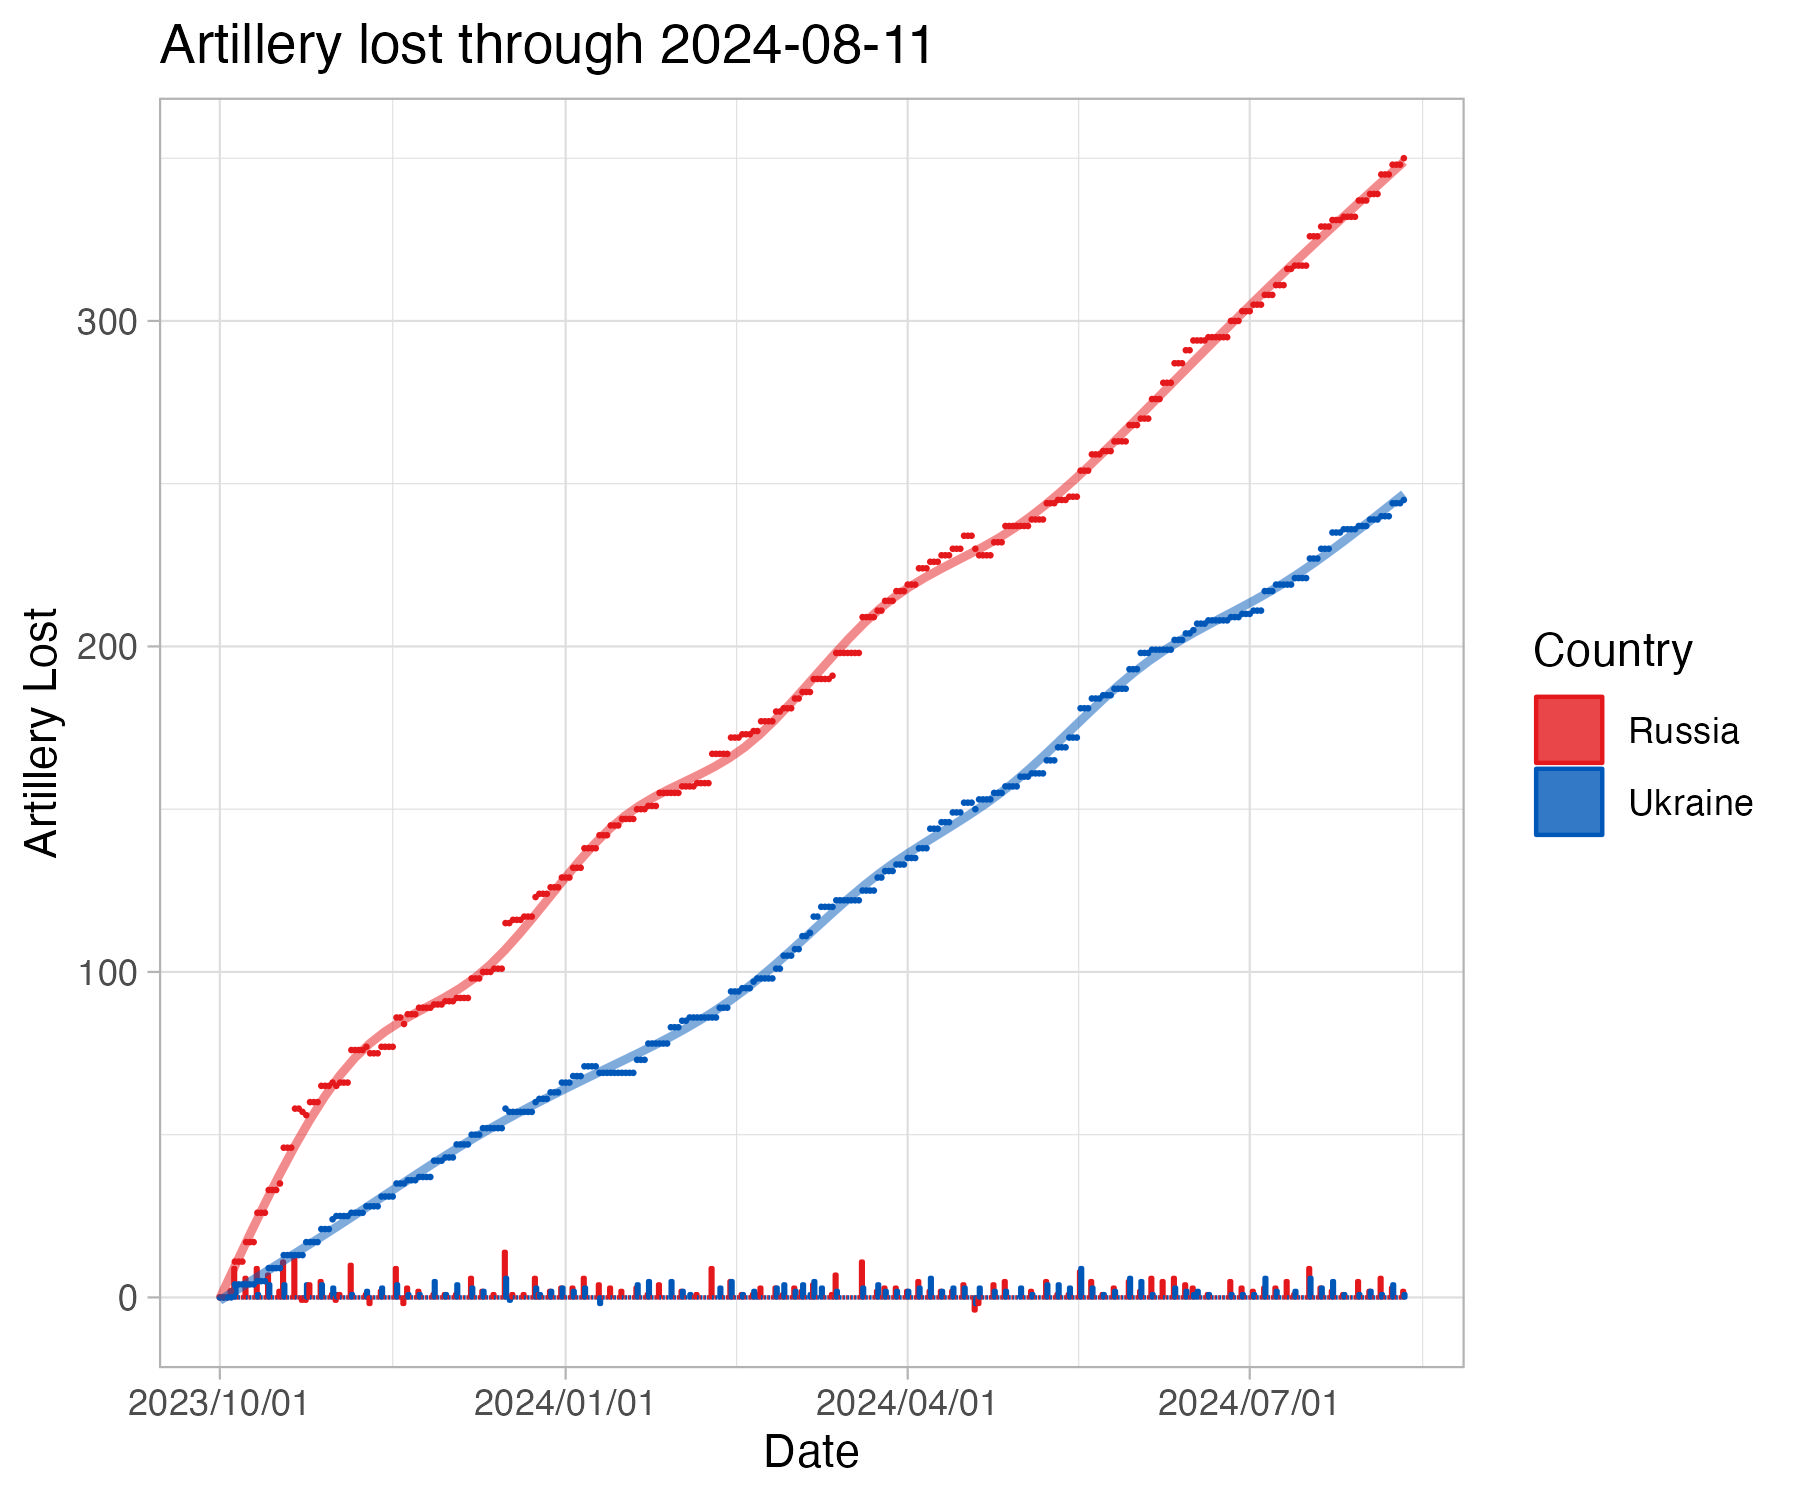 Artillery lost through 2024-08-11
Artillery Lost
300
200
100
0
2023/10/01
2024/01/01
2024/04/01
2024/07/01
Date
Country
Russia
Ukraine